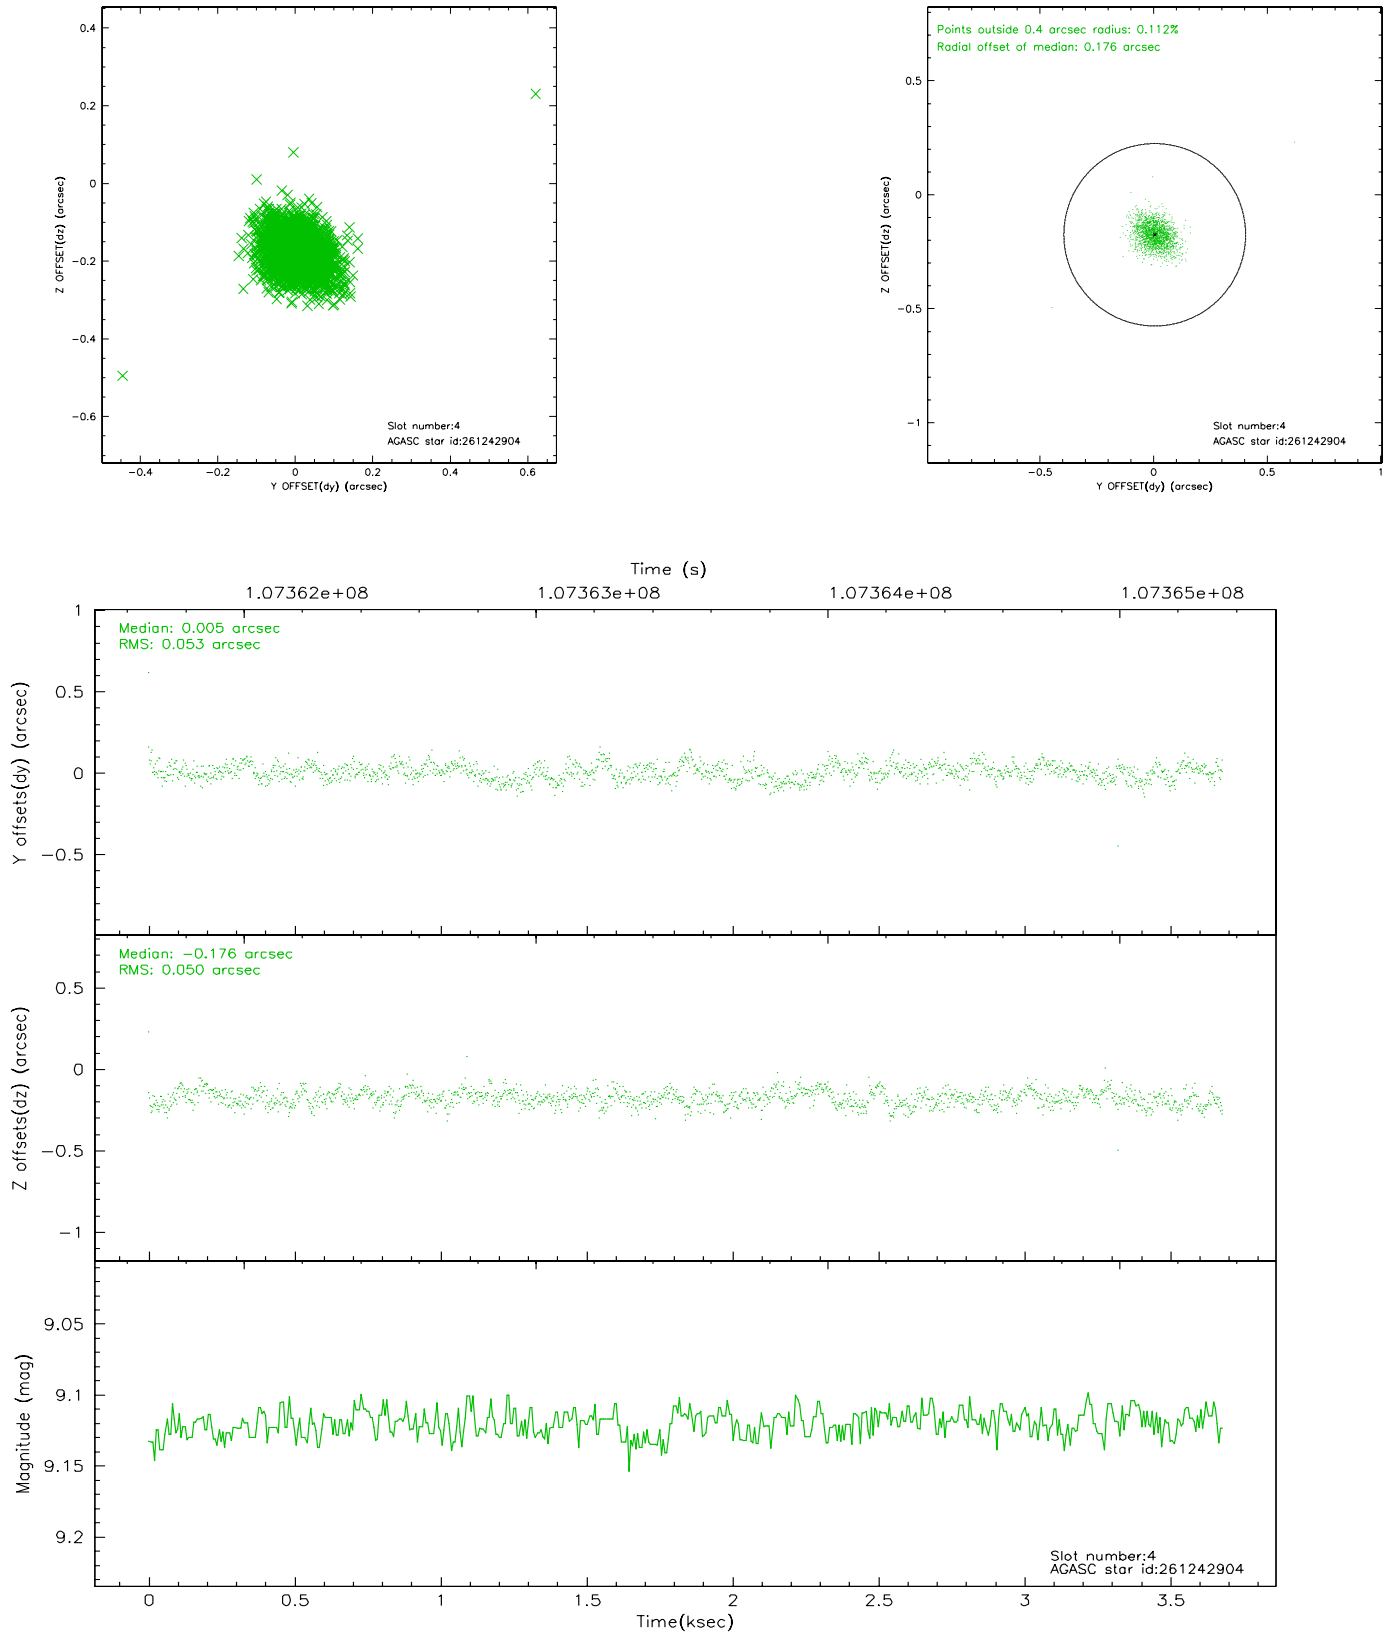 0.4
0.2
0
−0.2
−0.4
−0.6
Z OFFSET(dz) (arcsec)
−0.4 −0.2 0 0.2 0.4 0.6
Y OFFSET(dy) (arcsec)
Slot number:4
AGASC star id:261242904
Points outside 0.4 arcsec radius: 0.112%
Radial offset of median: 0.176 arcsec
0.5
0
−0.5
−1
Z OFFSET(dz) (arcsec)
−0.5 0 0.5 1
Y OFFSET(dy) (arcsec)
Slot number:4
AGASC star id:261242904
Time (s)
1.07362e+08 1.07363e+08 1.07364e+08 1.07365e+08
Median: 0.005 arcsec
RMS: 0.053 arcsec
1
0.5
0
−0.5
Y offsets(dy) (arcsec)
Median: −0.176 arcsec
RMS: 0.050 arcsec
0.5
0
−0.5
−1
Z offsets(dz) (arcsec)
9.05
9.1
9.15
9.2
Magnitude (mag)
Slot number:4
AGASC star id:261242904
0 0.5 1 1.5 2 2.5 3 3.5
Time(ksec)